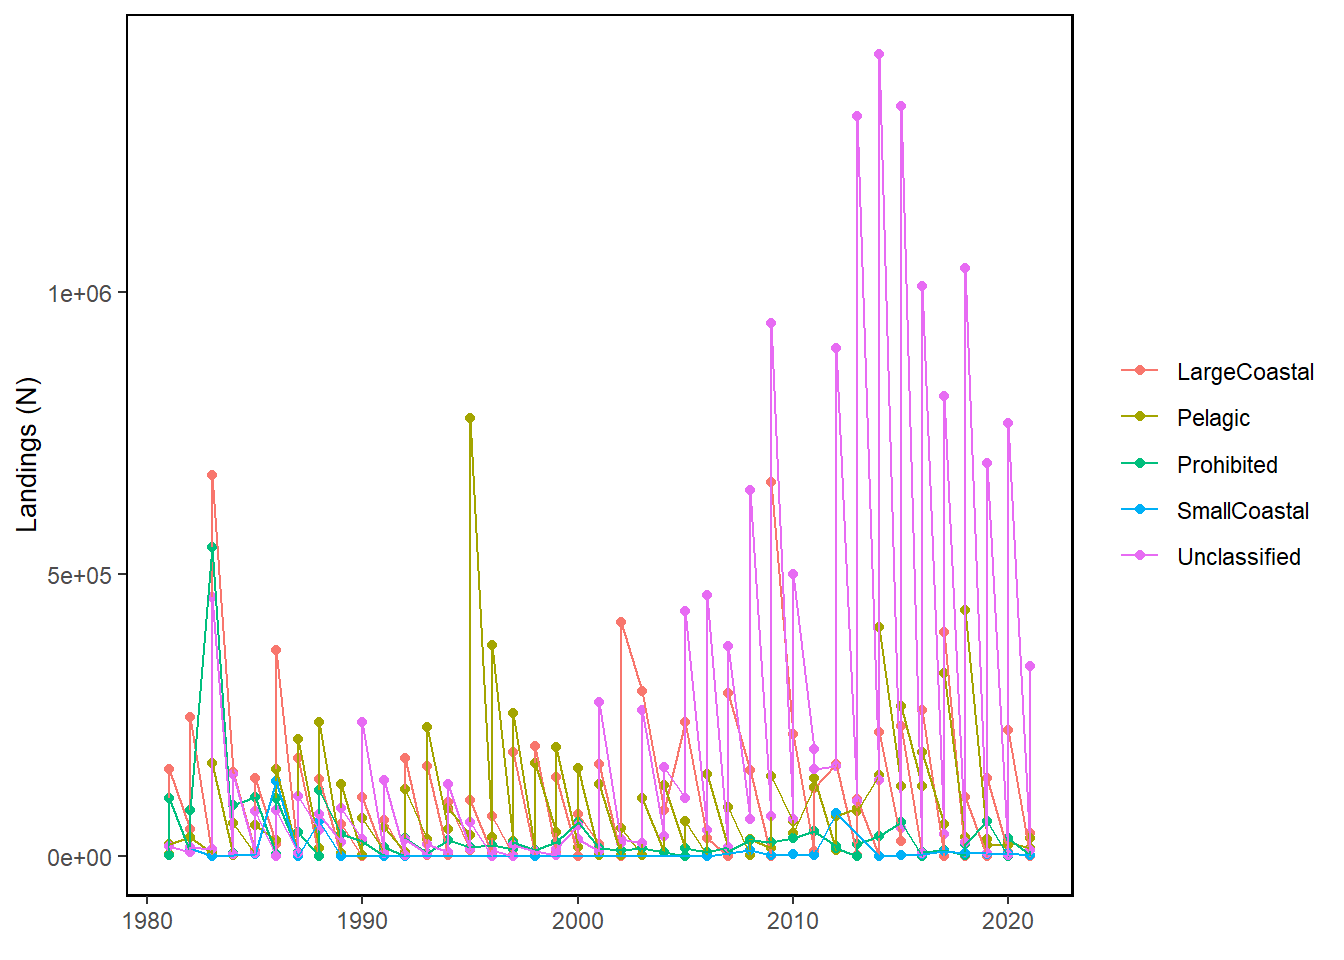 Landings (N)
1e+06
5e+05
0e+00
1980
1990
2000
2010
2020
LargeCoastal
Pelagic
Prohibited
SmallCoastal
Unclassified